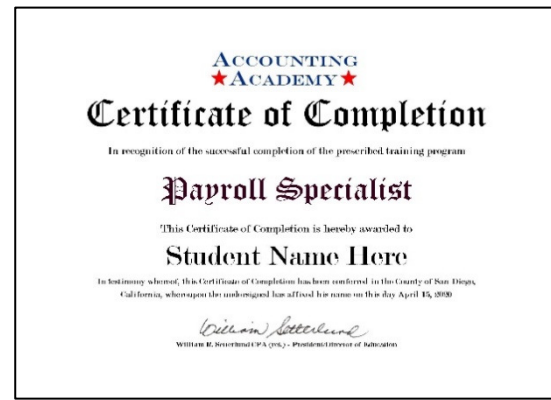 ACCOUNTING
★ACADEMY★
Certificate of Completion
In recognition of the successful completion of the prescribed training program
Payroll Specialist
This Certificate of Completion is hereby awarded to
Student Name Here
In testimony whereof, this Certificate of Completion has been conferred in the County of San Diego,
California, whereupon the undersigned has affixed his name on this day April 15, 2020
William Setterlund
William R. Setterlund CPA (ret.) - President/Director of Education